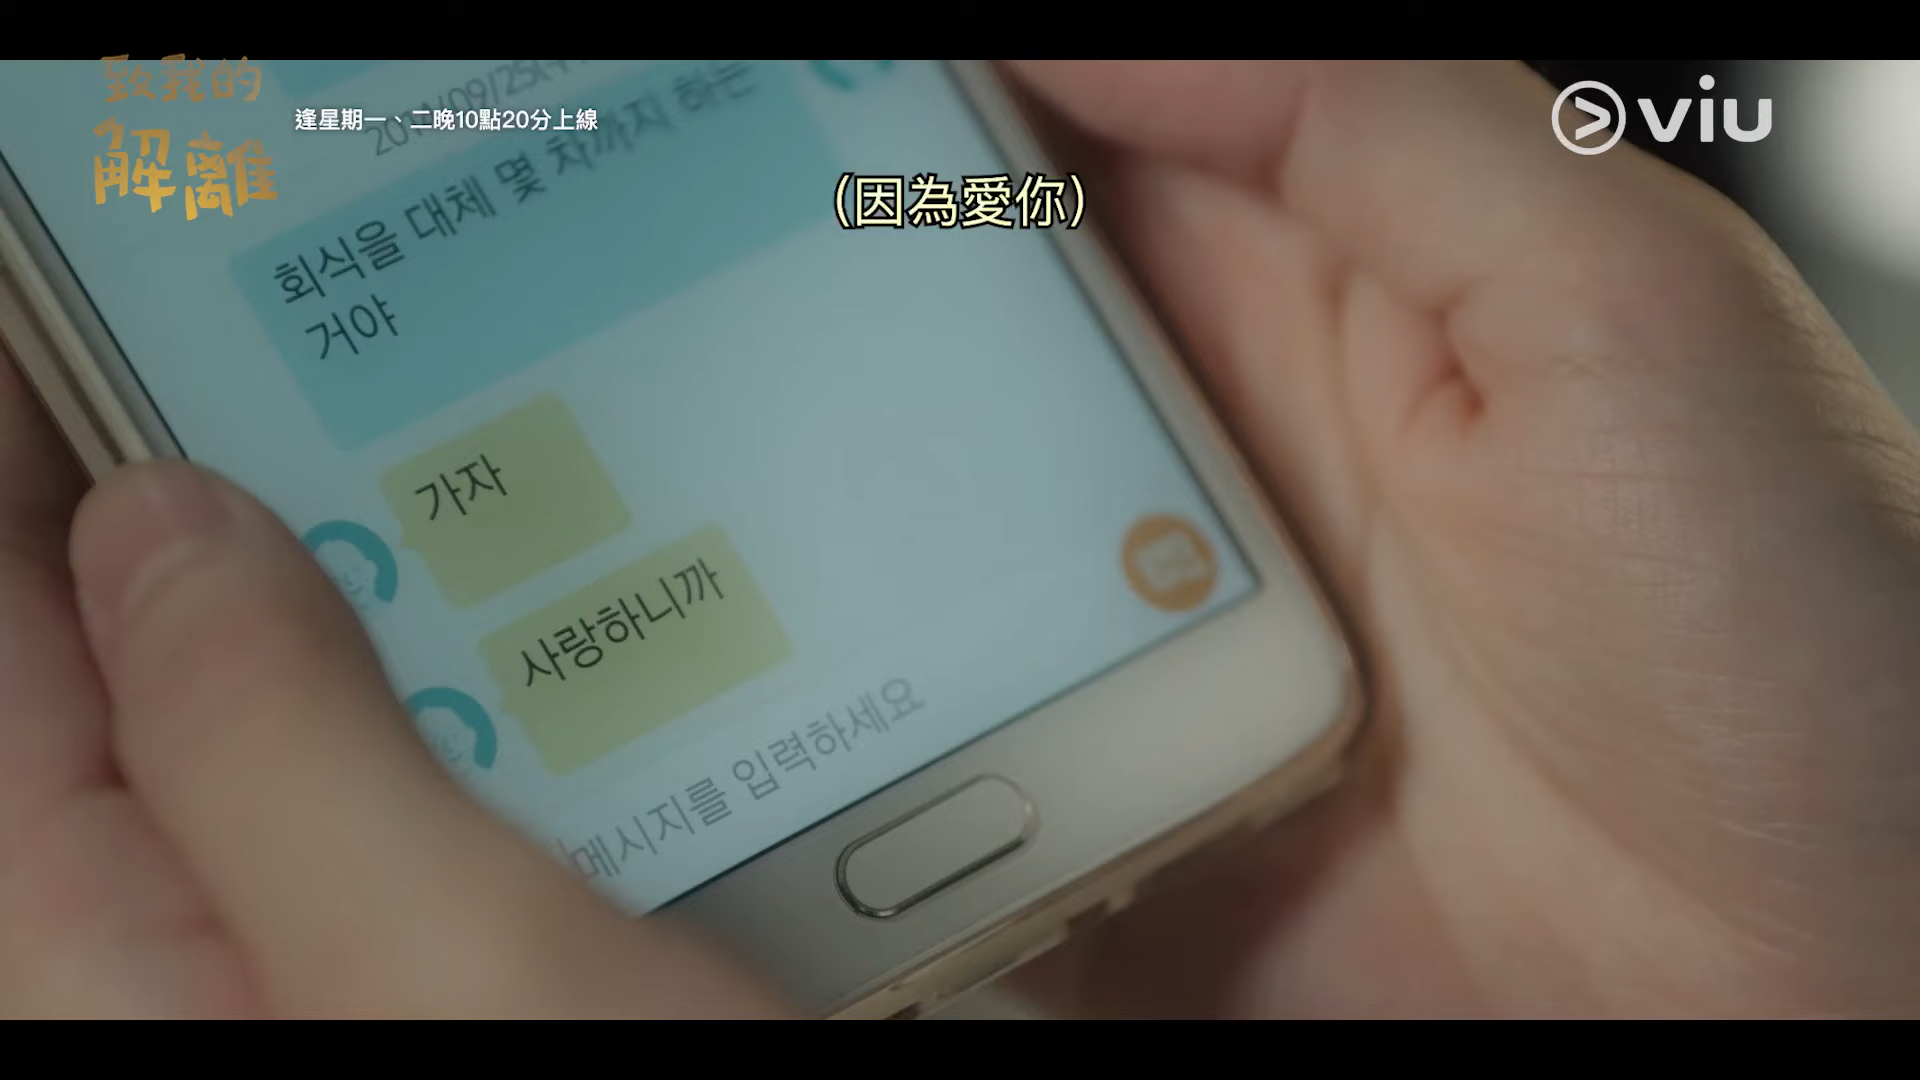 致我的
解離
逢星期一、二晚10點20分上線
viu
(因為愛你)
회식을 대체 몇 차까지 하는
거야
가자
사랑하니까
메시지를 입력하세요